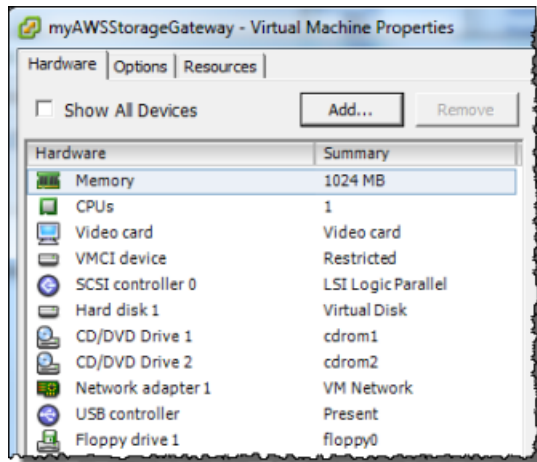 myAWSStorageGateway - Virtual Machine Properties
Hardware Options Resources
Show All Devices Add... Remove
Hardware Summary
Memory 1024 MB
CPUs 1
Video card Video card
VMCI device Restricted
SCSI controller 0 LSI Logic Parallel
Hard disk 1 Virtual Disk
CD/DVD Drive 1 cdrom1
CD/DVD Drive 2 cdrom2
Network adapter 1 VM Network
USB controller Present
Floppy drive 1 floppy0